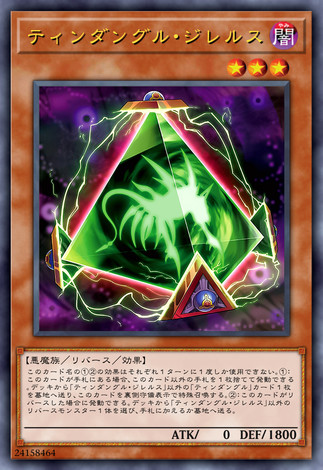 ティンダングル・ジレルス
闇
やみ
【悪魔族／リバース／効果】
このカード名の①②の効果はそれぞれ１ターンに１度しか使用できない。①：
このカードが手札にある場合、このカード以外の手札を１枚捨てて発動できる。
デッキから「ティンダングル・ジレルス」以外の「ティンダングル」カード１枚
を墓地へ送り、このカードを裏側守備表示で特殊召喚する。②：このカードがリ
バースした場合に発動できる。デッキから「ティンダングル・ジレルス」以外の
リバースモンスター１体を選び、手札に加えるか墓地へ送る。
ATK/ 0 DEF/1800
24158464